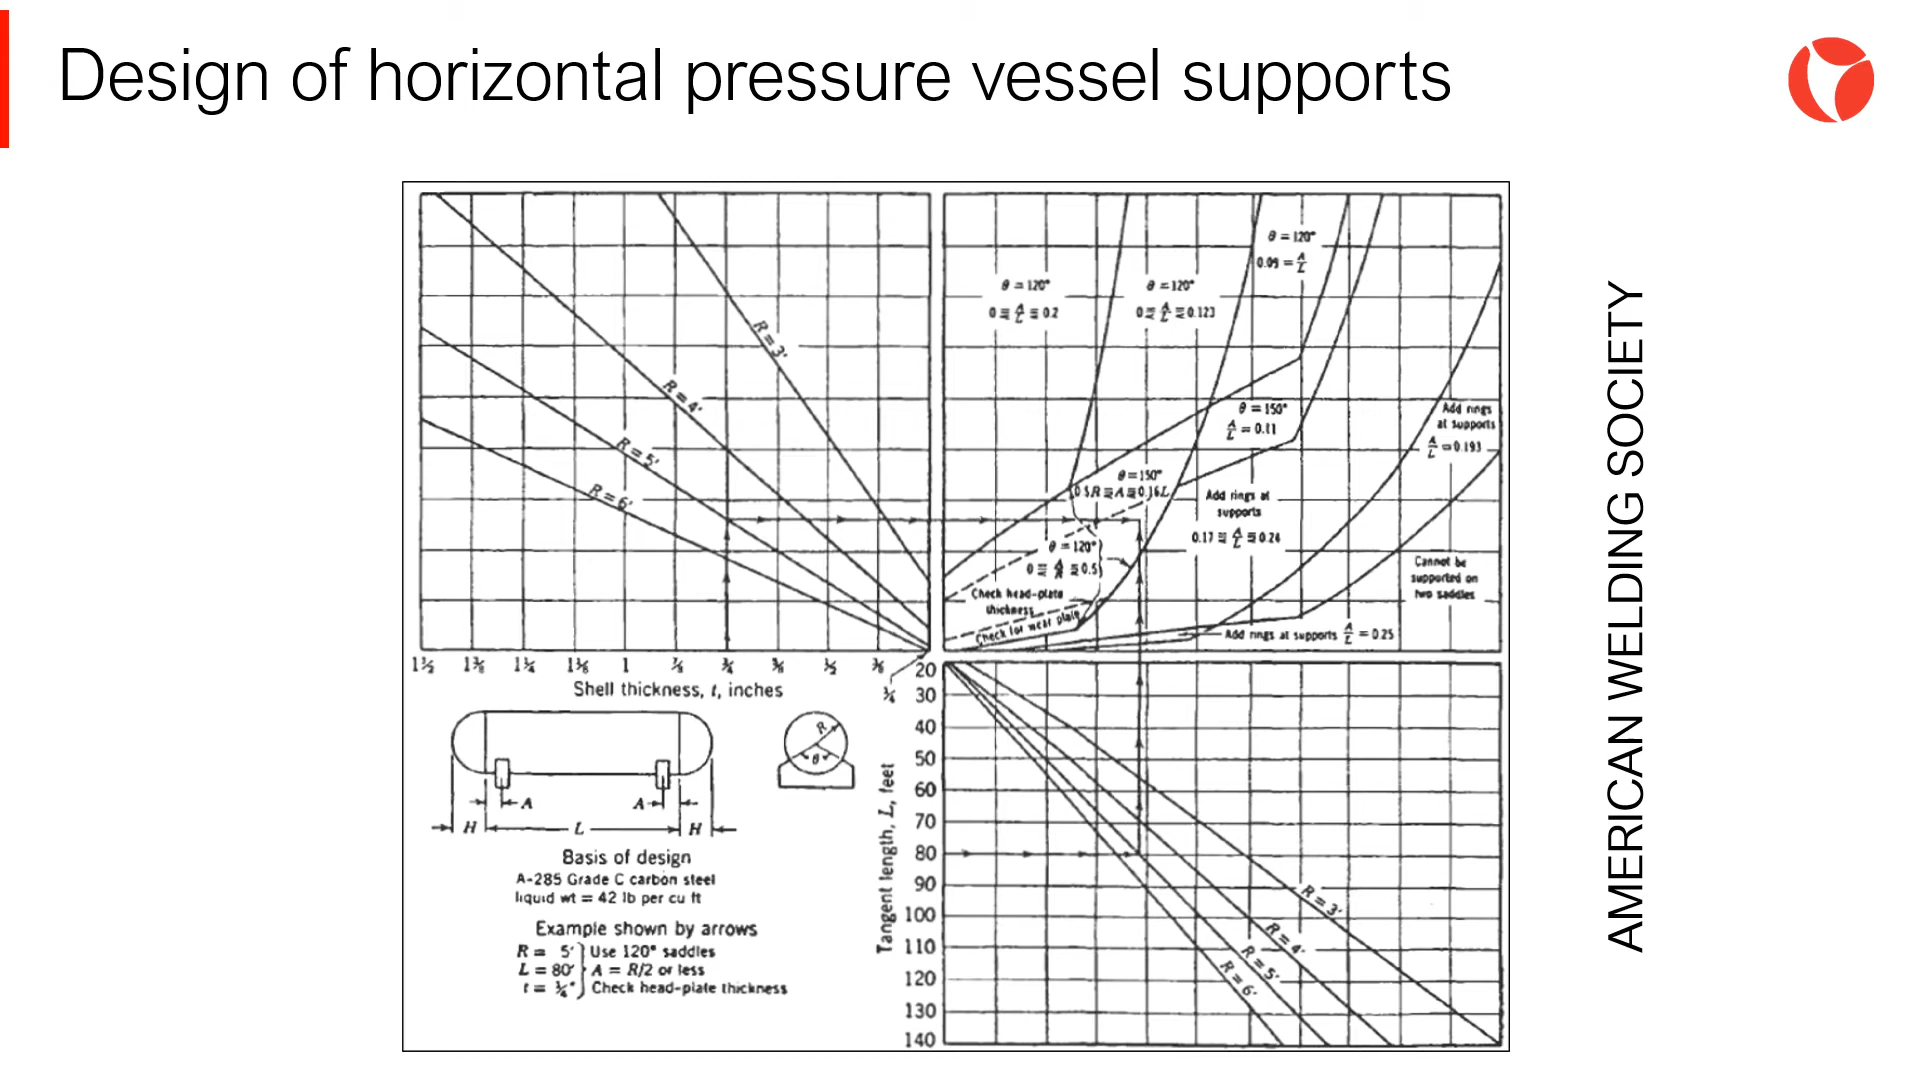 Design of horizontal pressure vessel supports
θ = 120°
0 ≡ A/L ≡ 0.2
θ = 120°
0 ≡ A/L ≡ 0.123
θ = 120°
0.09 = A/L
R = 3'
R = 4'
R = 5'
R = 6'
θ = 150°
A/L = 0.11
Add rings
at supports
A/L = 0.193
θ = 150°
0.5R ≡ A ≡ 0.16L
Add rings at
supports
0.17 ≡ A/L ≡ 0.24
θ = 120°
0 ≡ A/R ≡ 0.5
Check head-plate
thickness
Check for wear plate
Cannot be
supported on
two saddles
Add rings at supports A/L = 0.25
1½ 1⅜ 1¼ 1⅛ 1 ⅞ ¾ ⅝ ½ ⅜ ¼
Shell thickness, t, inches
R
θ
A A
H L H
Basis of design
A-285 Grade C carbon steel
liquid wt = 42 lb per cu ft
Example shown by arrows
R = 5' Use 120° saddles
L = 80' A = R/2 or less
t = ¾" Check head-plate thickness
Tangent length, L, feet
20
30
40
50
60
70
80
90
100
110
120
130
140
R = 3'
R = 4'
R = 5'
R = 6'
AMERICAN WELDING SOCIETY